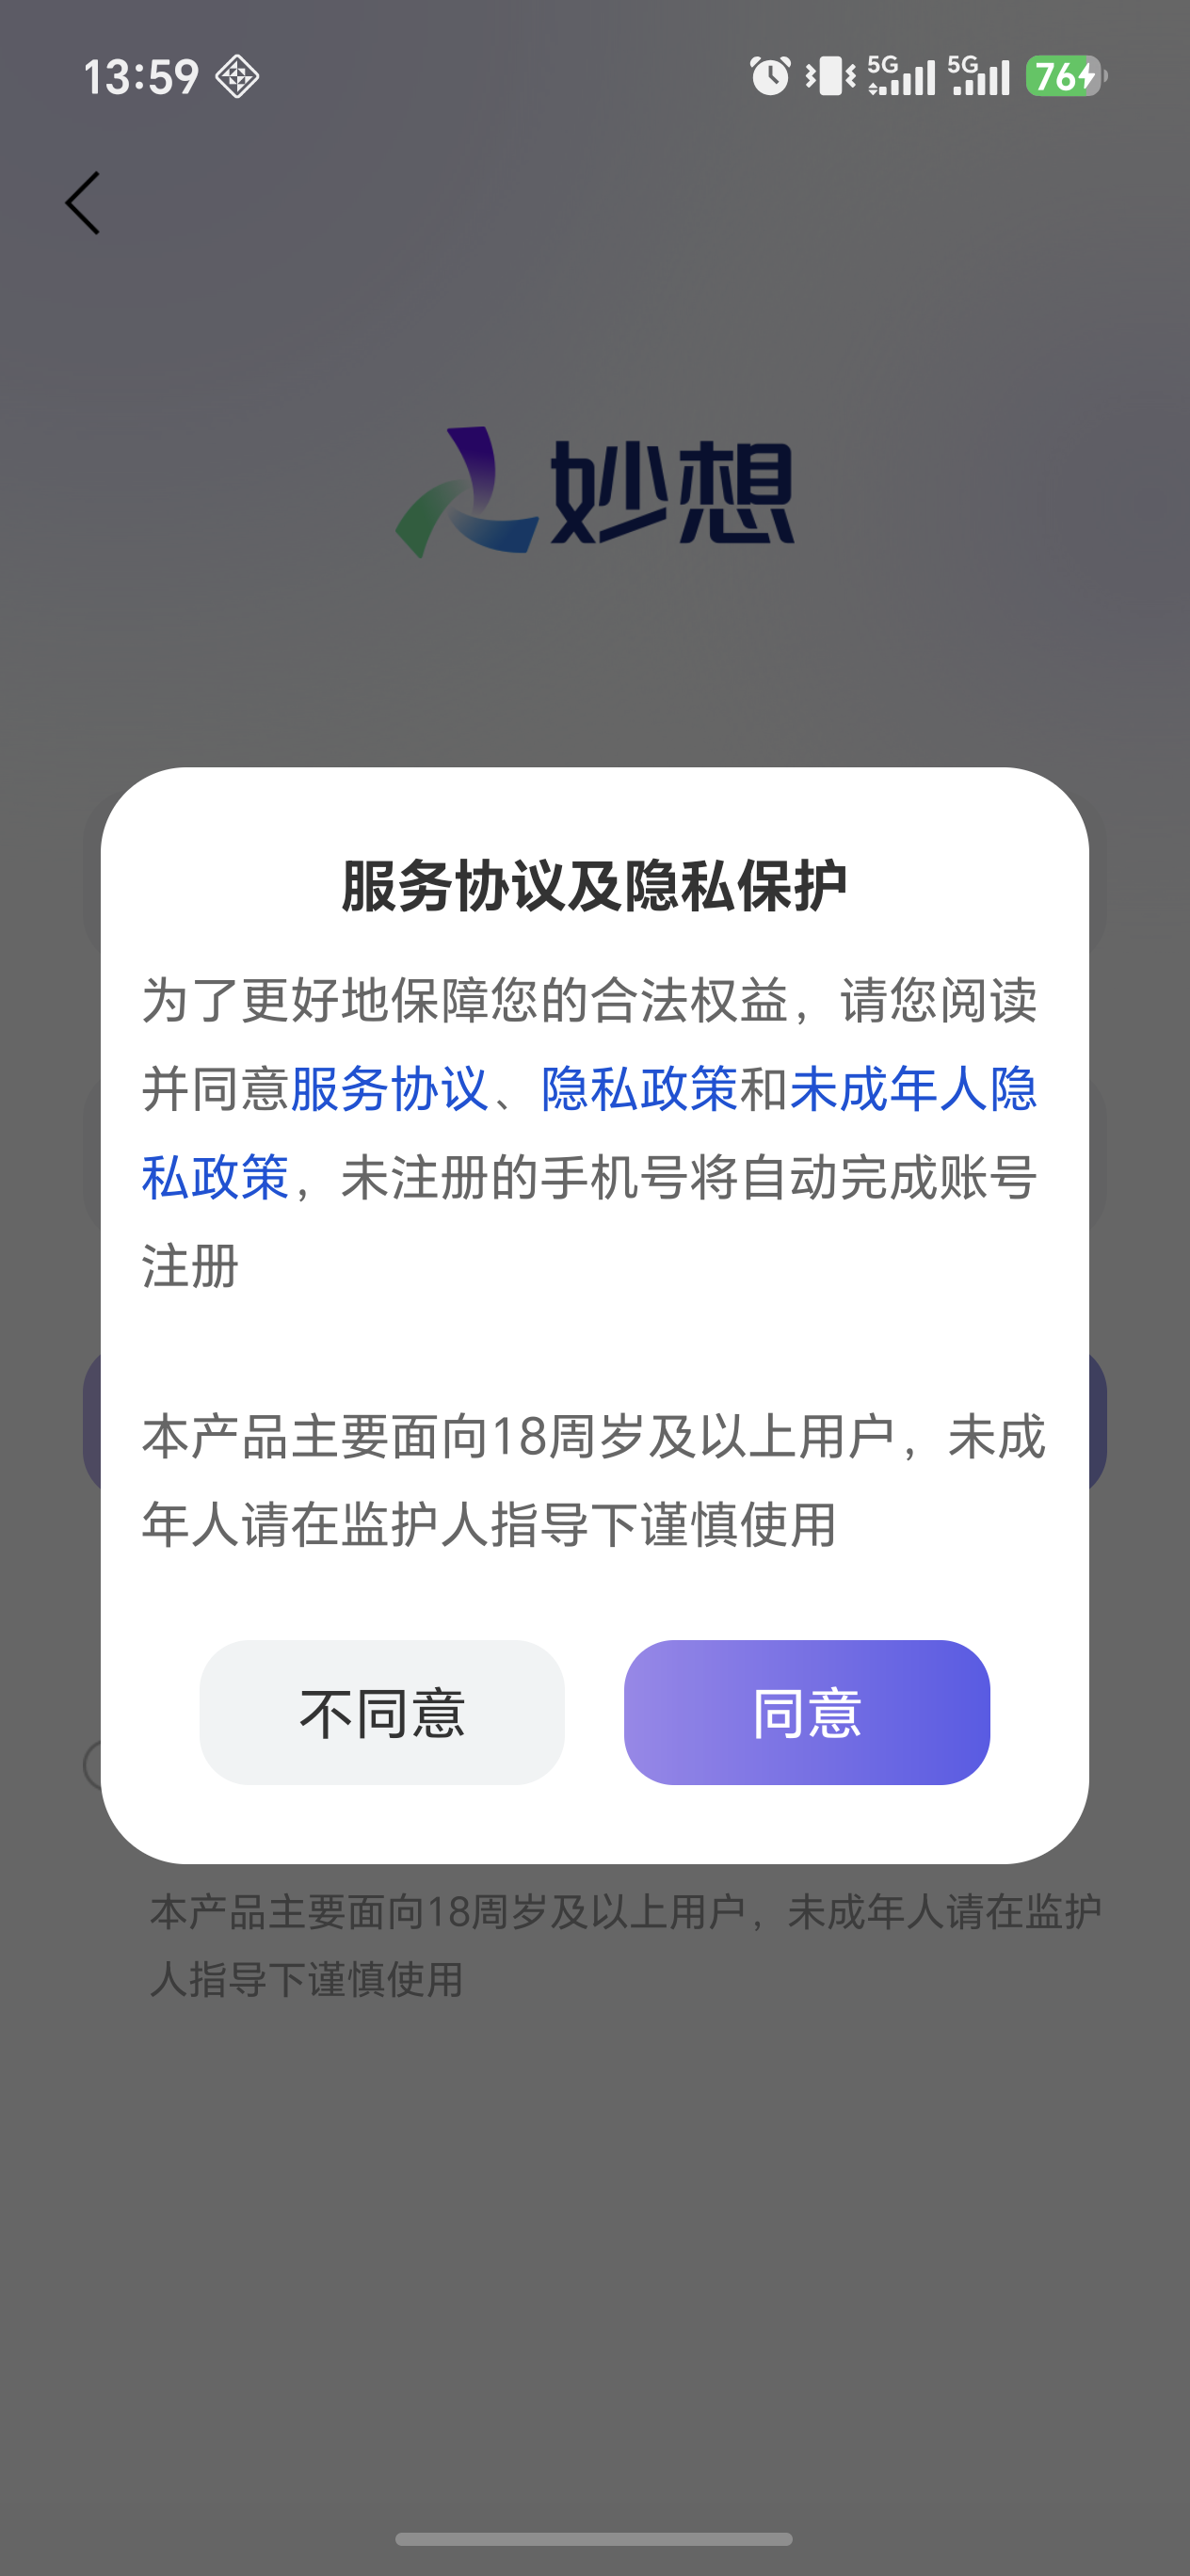 13:59
5G
5G
76
妙想
服务协议及隐私保护
为了更好地保障您的合法权益，请您阅读
并同意服务协议、隐私政策和未成年人隐
私政策，未注册的手机号将自动完成账号
注册
本产品主要面向18周岁及以上用户，未成
年人请在监护人指导下谨慎使用
不同意
同意
本产品主要面向18周岁及以上用户，未成年人请在监护
人指导下谨慎使用